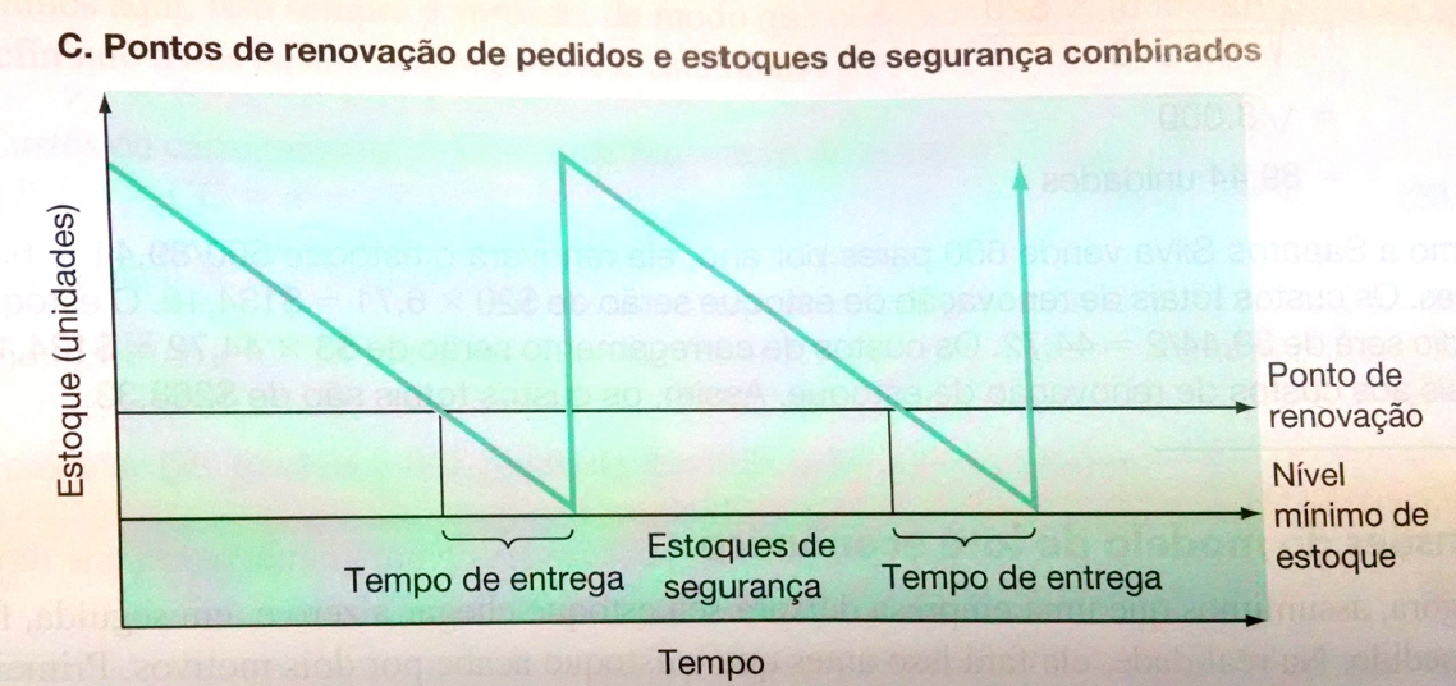 C. Pontos de renovação de pedidos e estoques de segurança combinados
Estoque (unidades)
Ponto de
renovação
Nível
mínimo de
estoque
Tempo de entrega
Estoques de
segurança
Tempo de entrega
Tempo